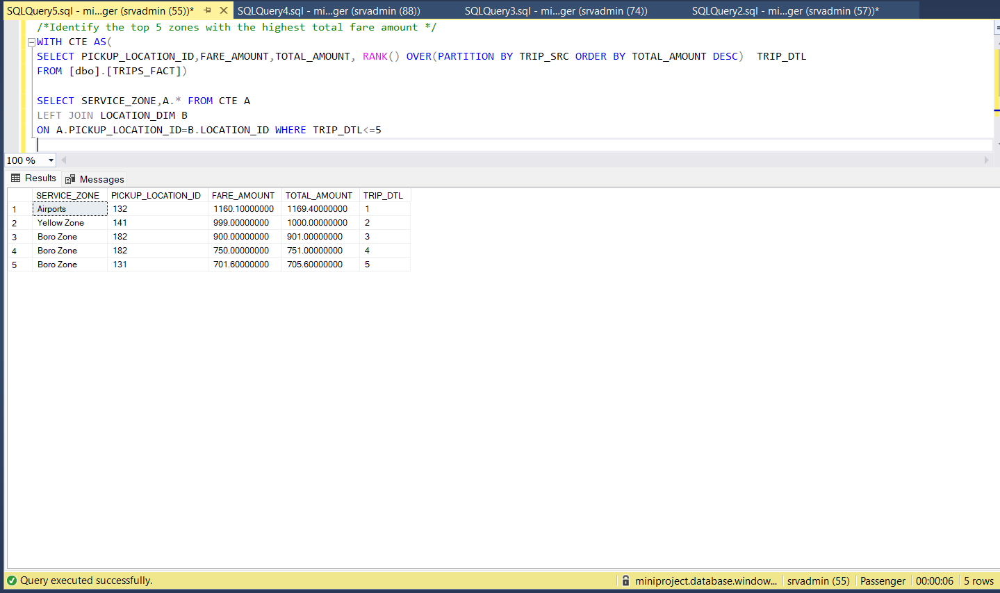 SQLQuery5.sql - mi...ger (srvadmin (55))* SQLQuery4.sql - mi...ger (srvadmin (88)) SQLQuery3.sql - mi...ger (srvadmin (74)) SQLQuery2.sql - mi...ger (srvadmin (57))*
/*Identify the top 5 zones with the highest total fare amount */
WITH CTE AS(
SELECT PICKUP_LOCATION_ID,FARE_AMOUNT,TOTAL_AMOUNT, RANK() OVER(PARTITION BY TRIP_SRC ORDER BY TOTAL_AMOUNT DESC)  TRIP_DTL
FROM [dbo].[TRIPS_FACT])
SELECT SERVICE_ZONE,A.* FROM CTE A
LEFT JOIN LOCATION_DIM B
ON A.PICKUP_LOCATION_ID=B.LOCATION_ID WHERE TRIP_DTL<=5
100 %
Results Messages
SERVICE_ZONE PICKUP_LOCATION_ID FARE_AMOUNT TOTAL_AMOUNT TRIP_DTL
1 Airports 132 1160.10000000 1169.40000000 1
2 Yellow Zone 141 999.00000000 1000.00000000 2
3 Boro Zone 182 900.00000000 901.00000000 3
4 Boro Zone 182 750.00000000 751.00000000 4
5 Boro Zone 131 701.60000000 705.60000000 5
Query executed successfully. miniproject.database.window... srvadmin (55) Passenger 00:00:06 5 rows